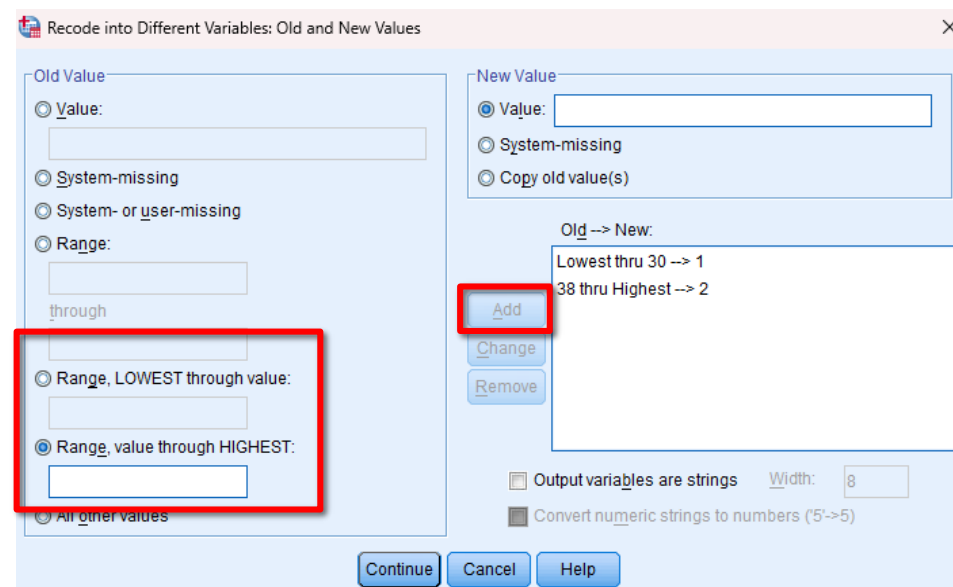 Recode into Different Variables: Old and New Values
Old Value
Value:
System-missing
System- or user-missing
Range:
through
Range, LOWEST through value:
Range, value through HIGHEST:
All other values
New Value
Value:
System-missing
Copy old value(s)
Old --> New:
Lowest thru 30 --> 1
38 thru Highest --> 2
Add
Change
Remove
Output variables are strings Width: 8
Convert numeric strings to numbers ('5'->5)
Continue Cancel Help